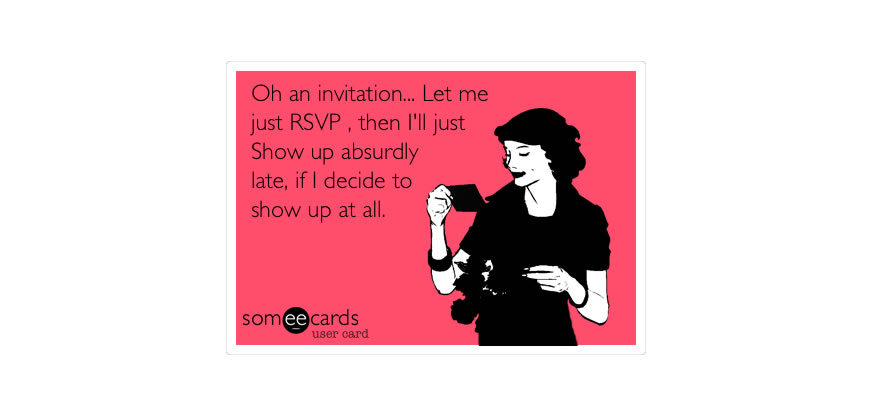 Oh an invitation... Let me
just RSVP , then I'll just
Show up absurdly
late, if I decide to
show up at all.
someecards
user card